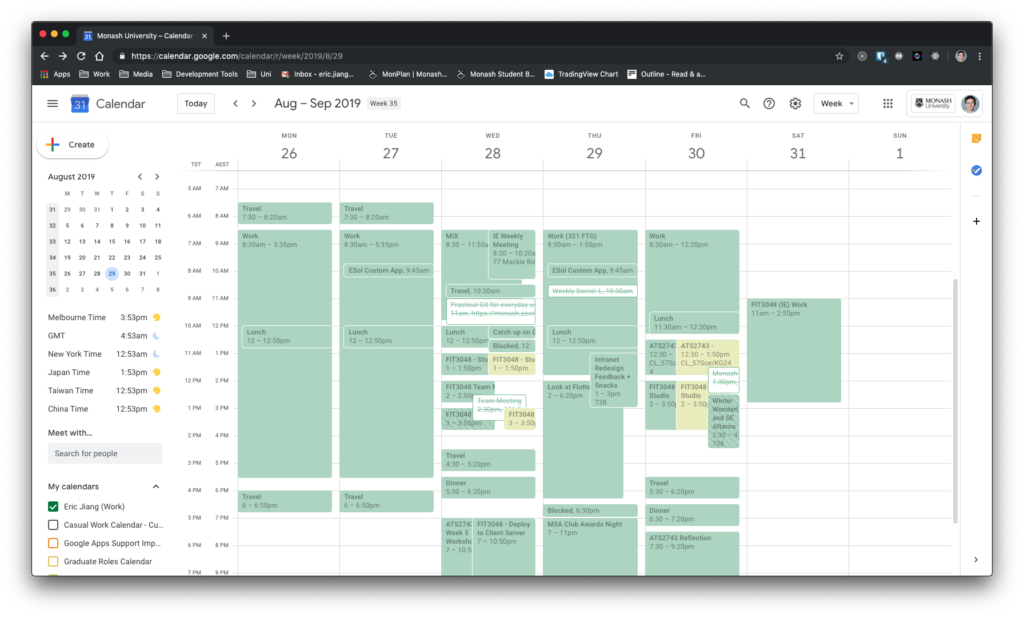 Monash University – Calendar
https://calendar.google.com/calendar/r/week/2019/8/29
Apps Work Media Development Tools Uni Inbox - eric.jiang... MonPlan | Monash... Monash Student B... TradingView Chart Outline - Read & a...
31 Calendar Today Aug – Sep 2019 Week 35 Week MONASH University
Create
August 2019
M T W T F S S
31 29 30 31 1 2 3 4
32 5 6 7 8 9 10 11
33 12 13 14 15 16 17 18
34 19 20 21 22 23 24 25
35 26 27 28 29 30 31 1
36 2 3 4 5 6 7 8
Melbourne Time 3:53pm
GMT 4:53am
New York Time 12:53am
Japan Time 1:53pm
Taiwan Time 12:53pm
China Time 12:53pm
Meet with...
Search for people
My calendars
Eric Jiang (Work)
Casual Work Calendar - Cu...
Google Apps Support Imp...
Graduate Roles Calendar
MON TUE WED THU FRI SAT SUN
26 27 28 29 30 31 1
TST AEST
5 AM 7 AM
6 AM 8 AM
7 AM 9 AM
8 AM 10 AM
9 AM 11 AM
10 AM 12 PM
11 AM 1 PM
12 PM 2 PM
1 PM 3 PM
2 PM 4 PM
3 PM 5 PM
4 PM 6 PM
5 PM 7 PM
6 PM 8 PM
7 PM 9 PM
Travel
7:30 – 8:20am
Work
8:30am – 5:35pm
Lunch
12 – 12:50pm
Travel
6 – 6:50pm
Travel
7:30 – 8:20am
Work
8:30am – 5:35pm
ESol Custom App, 9:45am
Lunch
12 – 12:50pm
Travel
6 – 6:50pm
MIX
8:30 – 11:50a
IE Weekly
Meeting
8:30 – 10:20a
77 Mackie Rd
Travel, 10:30am
Practical Git for everyday u
11am, https://monash.zoor
Lunch
12 – 12:50p
Catch up on G
Blocked, 12:
FIT3048 - Stu
1 – 1:50pm
FIT3048 - Stu
1 – 1:50pm
FIT3048 Team M
2 – 2:50p
Team Meeting
2:30pm,
FIT3048
3 – 3:50pm
FIT3048
3 – 3:50p
Travel
4:30 – 5:20pm
Dinner
5:30 – 6:20pm
ATS2743
Week 5
Worksho
7 – 10:5
FIT3048 - Deploy
to Client Server
7 – 10:50pm
Work (321 FTG)
8:30am – 1:50pm
ESol Custom App, 9:45am
Weekly Social: L, 10:30am
Lunch
12 – 12:50pm
Intranet
Redesign
Feedback +
Snacks
1 – 3pm
738
Look at Flutte
2 – 6:20pm
Blocked, 6:30pm
MSA Club Awards Night
7 – 11pm
Work
8:30am – 12:20pm
Lunch
11:30am – 12:20pm
ATS2743
12:30 –
CL_57S
4
ATS2743 -
12:30 – 1:50pm
CL_57Sce/KG24
Monash
1:30pm,
FIT3048
Studio
2 – 3:50
FIT3048
Studio
2 – 3:50p
Winter
Wonderl
and SE
Afterno
2:30 – 4
738
Travel
5:30 – 6:20pm
Dinner
6:30 – 7:20pm
ATS2743 Reflection
7:30 – 9:20pm
FIT3048 (IE) Work
11am – 2:50pm